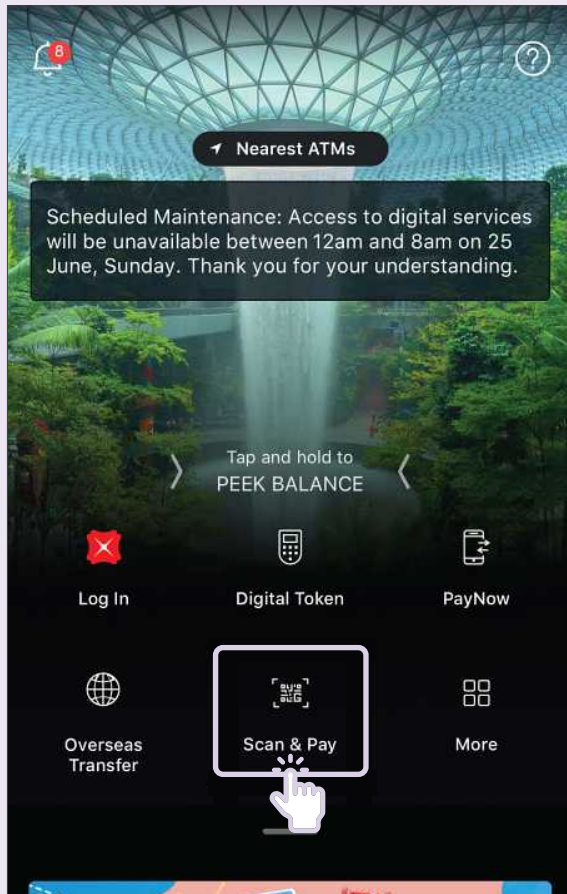 8
?
Nearest ATMs
Scheduled Maintenance: Access to digital services
will be unavailable between 12am and 8am on 25
June, Sunday. Thank you for your understanding.
Tap and hold to
PEEK BALANCE
Log In
Digital Token
PayNow
Overseas
Transfer
Scan & Pay
More